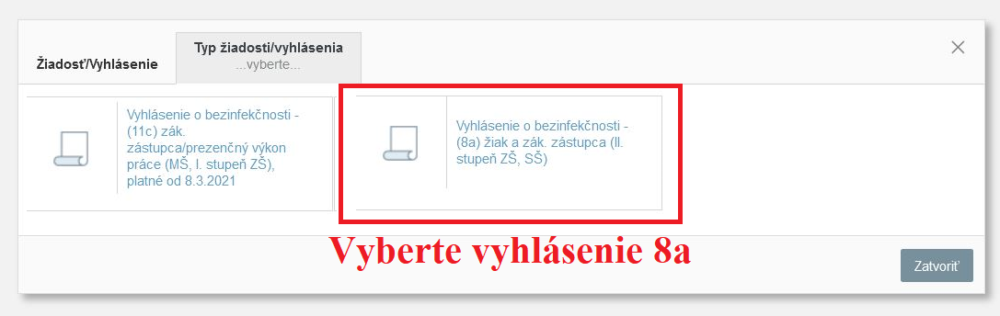 Žiadosť/Vyhlásenie
Typ žiadosti/vyhlásenia
...vyberte...
Vyhlásenie o bezinfekčnosti -
(11c) zák.
zástupca/prezenčný výkon
práce (MŠ, I. stupeň ZŠ),
platné od 8.3.2021
Vyhlásenie o bezinfekčnosti -
(8a) žiak a zák. zástupca (II.
stupeň ZŠ, SŠ)
Vyberte vyhlásenie 8a
Zatvoriť